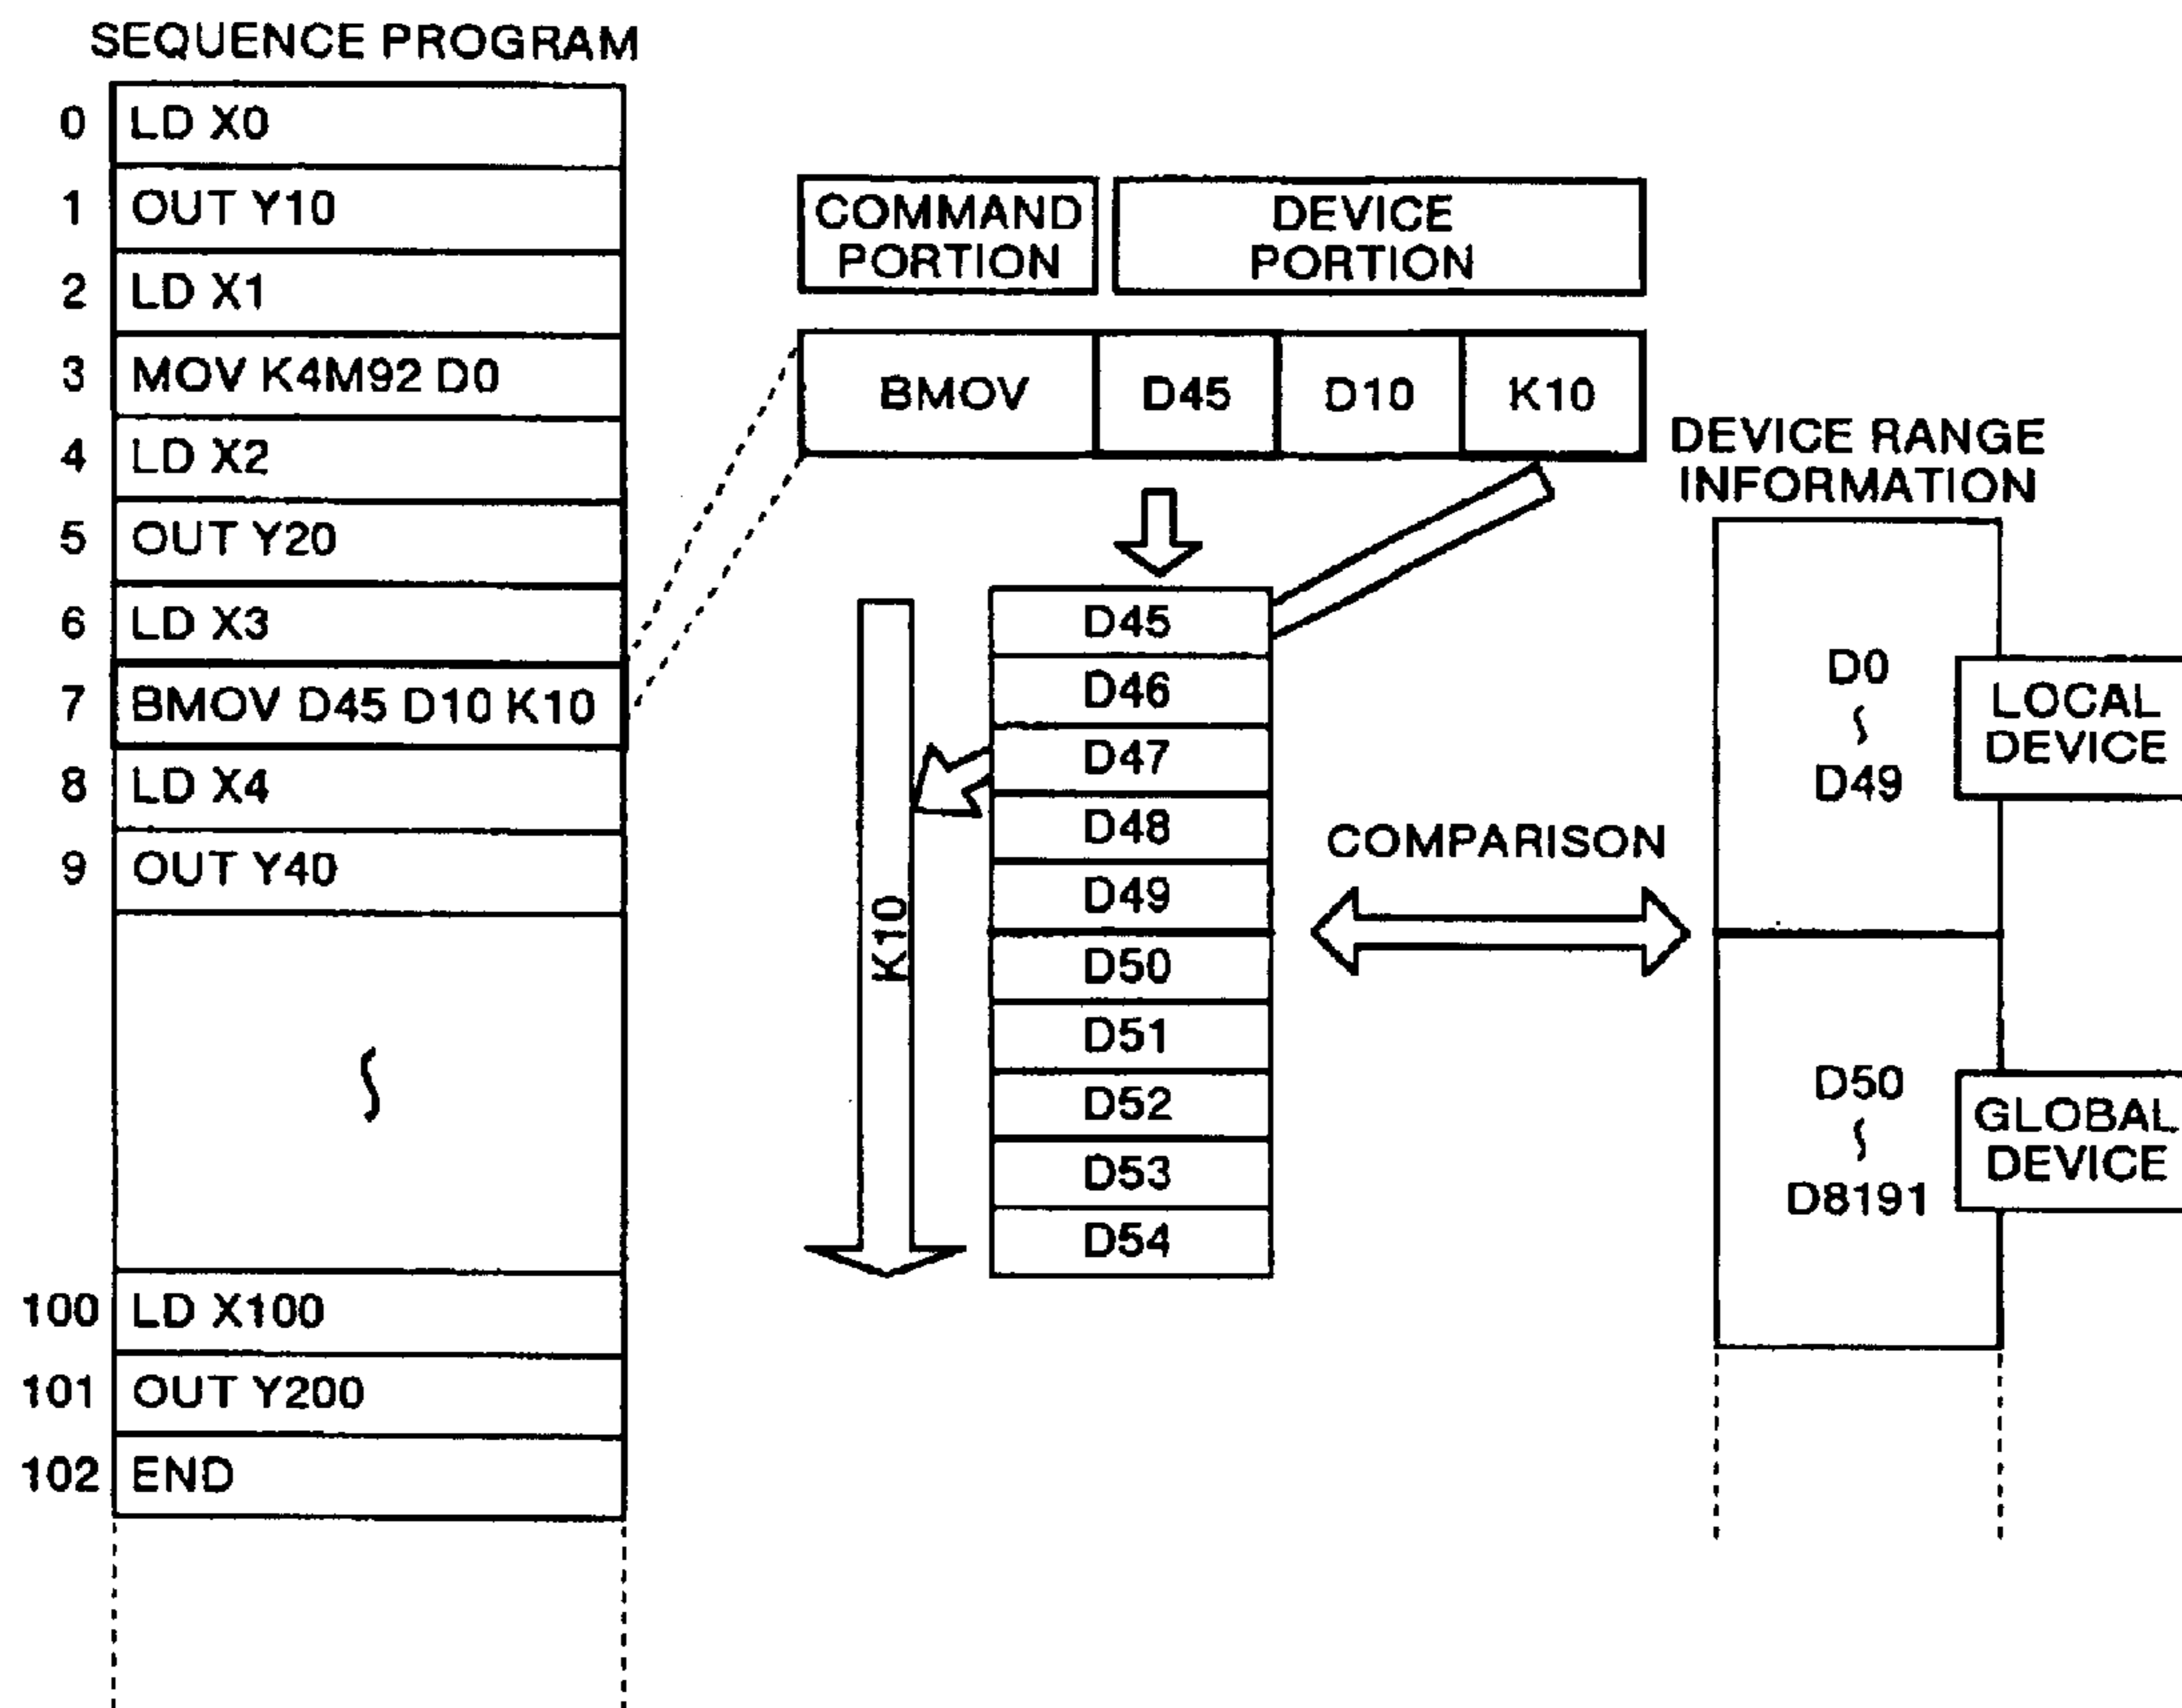 SEQUENCE PROGRAM
0 LD X0
1 OUT Y10
2 LD X1
3 MOV K4M92 D0
4 LD X2
5 OUT Y20
6 LD X3
7 BMOV D45 D10 K10
8 LD X4
9 OUT Y40
100 LD X100
101 OUT Y200
102 END
COMMAND
PORTION
DEVICE
PORTION
BMOV D45 D10 K10
K10
D45
D46
D47
D48
D49
D50
D51
D52
D53
D54
COMPARISON
DEVICE RANGE
INFORMATION
D0
~
D49
LOCAL
DEVICE
D50
~
D8191
GLOBAL
DEVICE